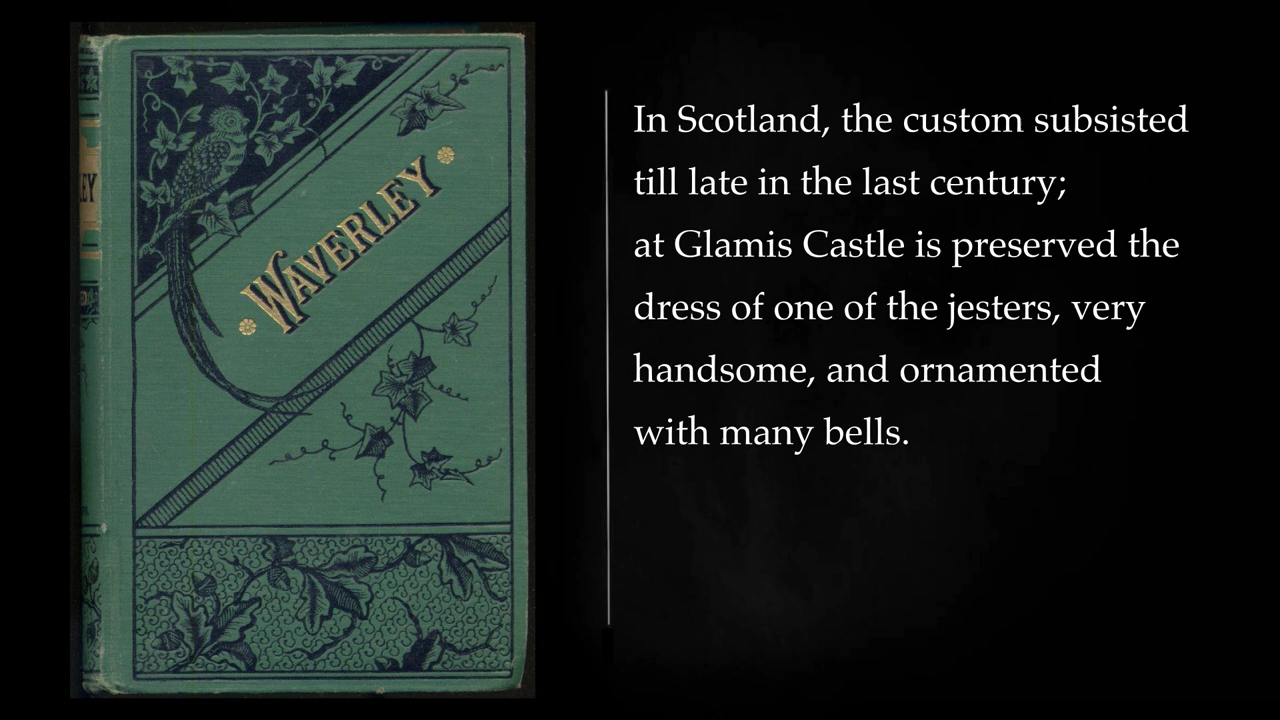 WAVERLEY
EY
In Scotland, the custom subsisted
till late in the last century;
at Glamis Castle is preserved the
dress of one of the jesters, very
handsome, and ornamented
with many bells.